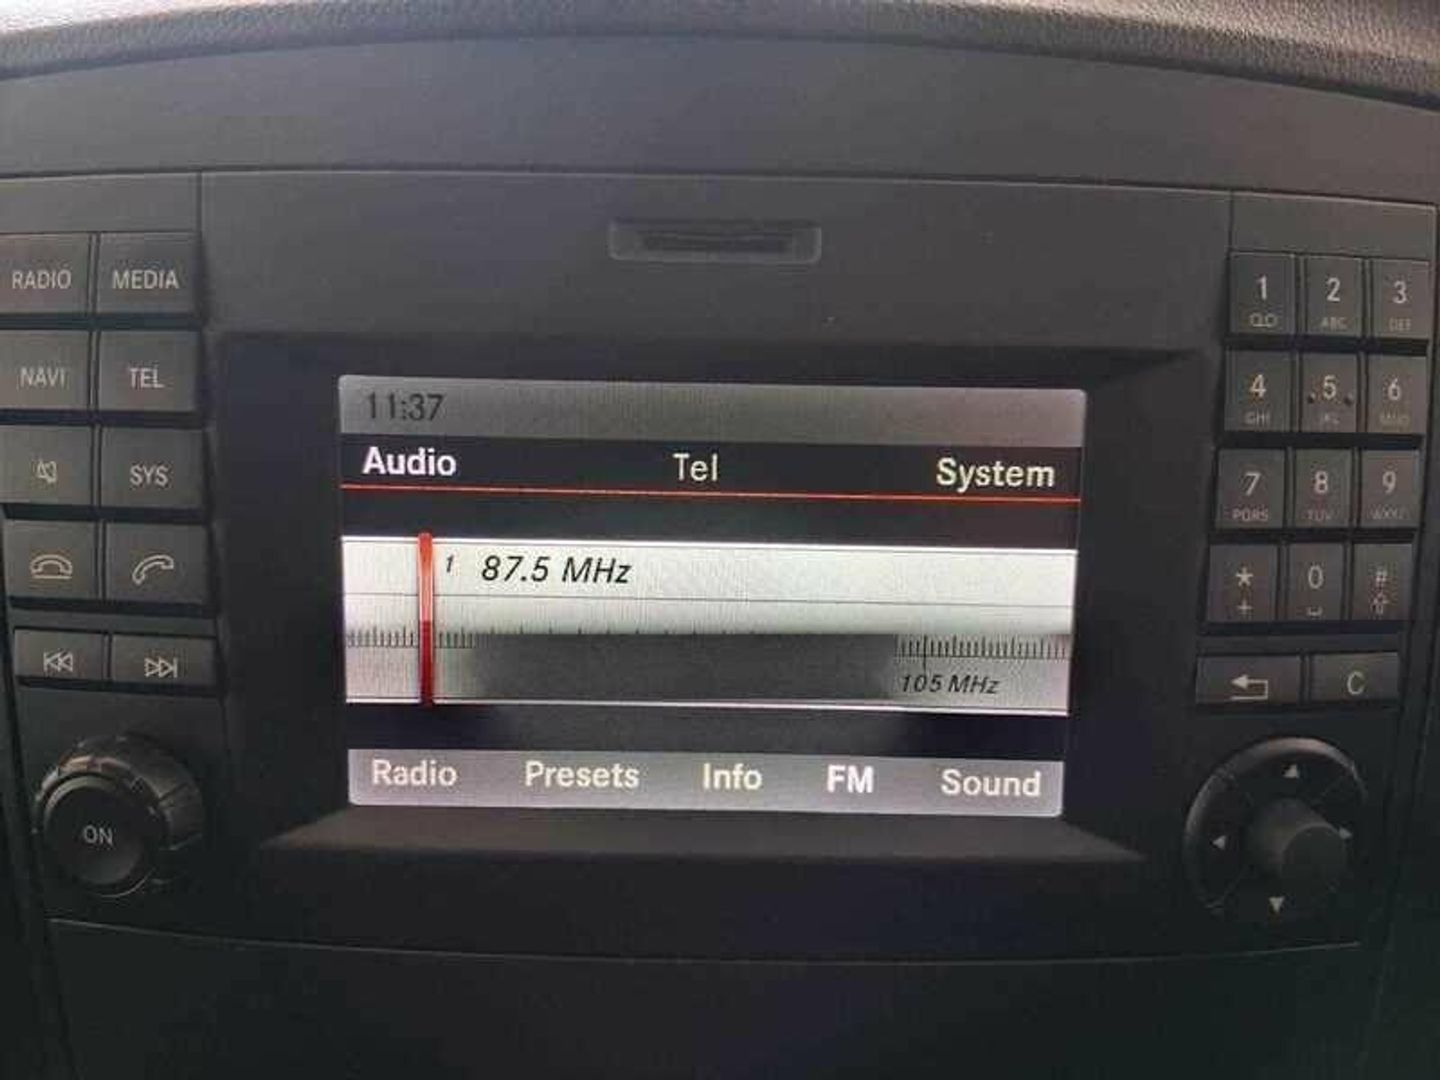 RADIO MEDIA
NAVI TEL
SYS
ON
11:37
Audio Tel System
1 87.5 MHz
105 MHz
Radio Presets Info FM Sound
1 2 3
ABC DEF
4 5 6
GHI JKL MNO
7 8 9
PQRS TUV WXYZ
* 0 #
+
C